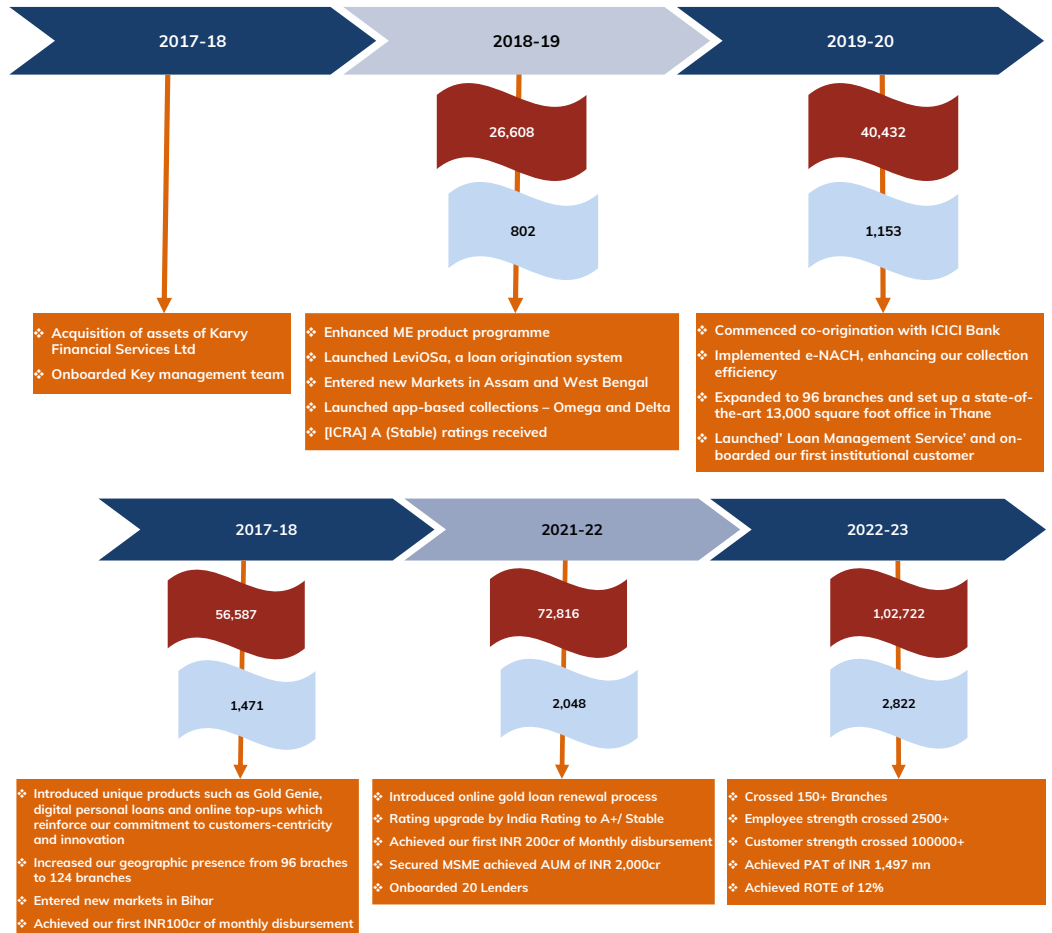 2017-18
2018-19
2019-20
26,608
40,432
802
1,153
❖ Acquisition of assets of Karvy
Financial Services Ltd
❖ Onboarded Key management team
❖ Enhanced ME product programme
❖ Launched LeviOSa, a loan origination system
❖ Entered new Markets in Assam and West Bengal
❖ Launched app-based collections – Omega and Delta
❖ [ICRA] A (Stable) ratings received
❖ Commenced co-origination with ICICI Bank
❖ Implemented e-NACH, enhancing our collection
efficiency
❖ Expanded to 96 branches and set up a state-of-
the-art 13,000 square foot office in Thane
❖ Launched’ Loan Management Service’ and on-
boarded our first institutional customer
2017-18
2021-22
2022-23
56,587
72,816
1,02,722
1,471
2,048
2,822
❖ Introduced unique products such as Gold Genie,
digital personal loans and online top-ups which
reinforce our commitment to customers-centricity
and innovation
❖ Increased our geographic presence from 96 braches
to 124 branches
❖ Entered new markets in Bihar
❖ Achieved our first INR100cr of monthly disbursement
❖ Introduced online gold loan renewal process
❖ Rating upgrade by India Rating to A+/ Stable
❖ Achieved our first INR 200cr of Monthly disbursement
❖ Secured MSME achieved AUM of INR 2,000cr
❖ Onboarded 20 Lenders
❖ Crossed 150+ Branches
❖ Employee strength crossed 2500+
❖ Customer strength crossed 100000+
❖ Achieved PAT of INR 1,497 mn
❖ Achieved ROTE of 12%